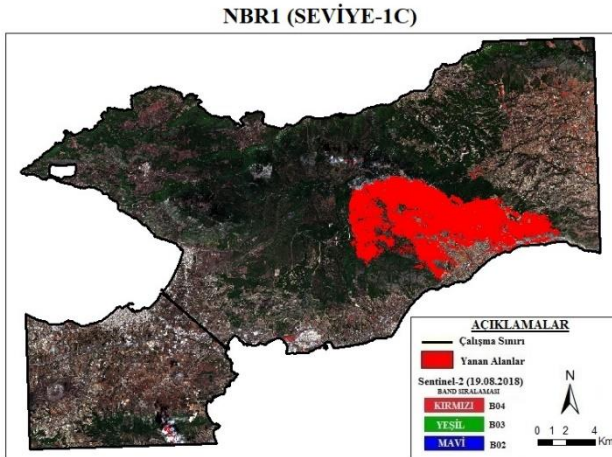 NBR1 (SEVİYE-1C)
AÇIKLAMALAR
Çalışma Sınırı
Yanan Alanlar
Sentinel-2 (19.08.2018)
BAND SIRALAMASI
KIRMIZI B04
YEŞİL B03
MAVİ B02
N
0 1 2 4
Km